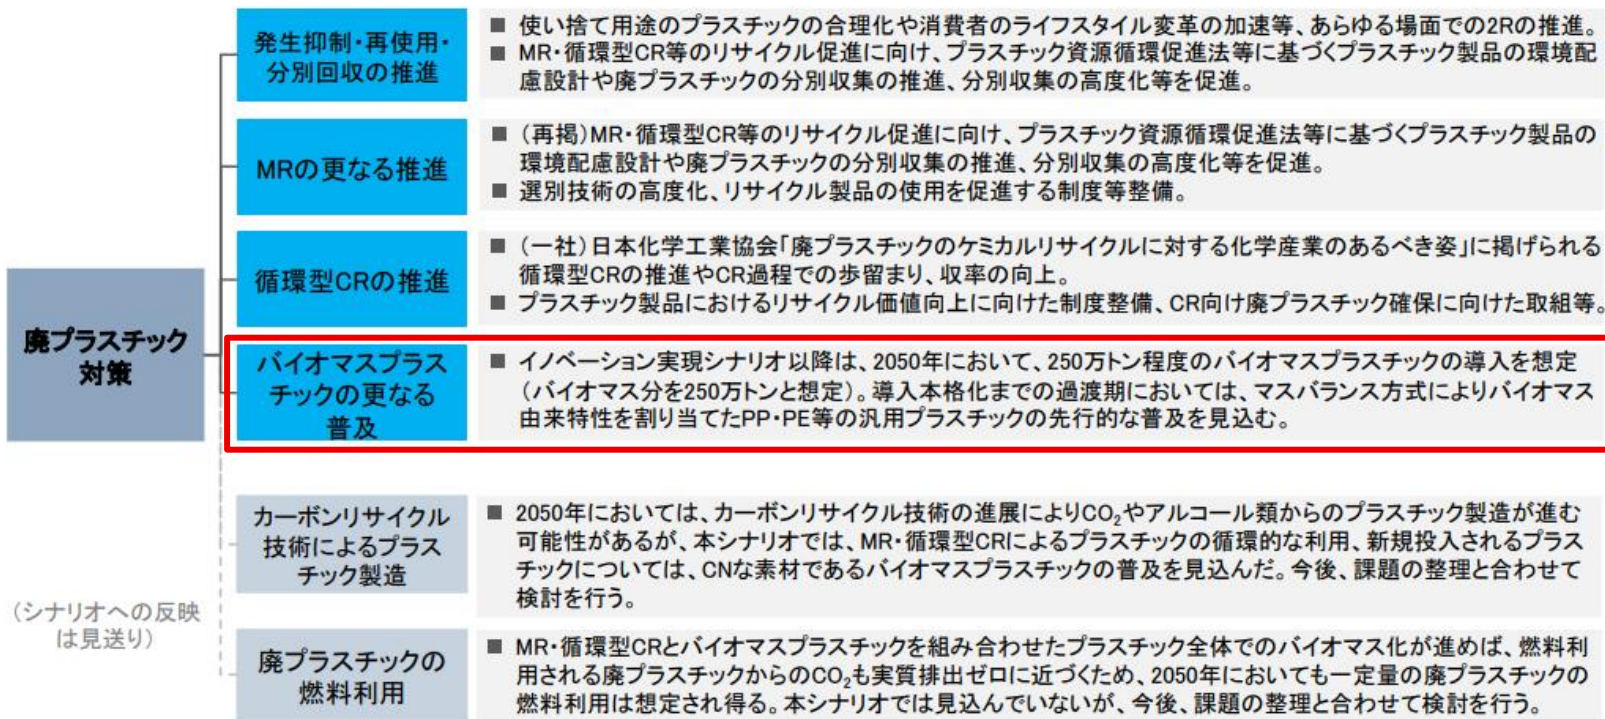 発生抑制・再使用・
分別回収の推進
■ 使い捨て用途のプラスチックの合理化や消費者のライフスタイル変革の加速等、あらゆる場面での2Rの推進。
■ MR・循環型CR等のリサイクル促進に向け、プラスチック資源循環促進法等に基づくプラスチック製品の環境配
慮設計や廃プラスチックの分別収集の推進、分別収集の高度化等を促進。
MRの更なる推進
■ (再掲)MR・循環型CR等のリサイクル促進に向け、プラスチック資源循環促進法等に基づくプラスチック製品の
環境配慮設計や廃プラスチックの分別収集の推進、分別収集の高度化等を促進。
■ 選別技術の高度化、リサイクル製品の使用を促進する制度等整備。
循環型CRの推進
■ (一社)日本化学工業協会「廃プラスチックのケミカルリサイクルに対する化学産業のあるべき姿」に掲げられる
循環型CRの推進やCR過程での歩留まり、収率の向上。
■ プラスチック製品におけるリサイクル価値向上に向けた制度整備、CR向け廃プラスチック確保に向けた取組等。
廃プラスチック
対策
バイオマスプラス
チックの更なる
普及
■ イノベーション実現シナリオ以降は、2050年において、250万トン程度のバイオマスプラスチックの導入を想定
(バイオマス分を250万トンと想定)。導入本格化までの過渡期においては、マスバランス方式によりバイオマス
由来特性を割り当てたPP・PE等の汎用プラスチックの先行的な普及を見込む。
カーボンリサイクル
技術によるプラス
チック製造
■ 2050年においては、カーボンリサイクル技術の進展によりCO₂やアルコール類からのプラスチック製造が進む
可能性があるが、本シナリオでは、MR・循環型CRによるプラスチックの循環的な利用、新規投入されるプラス
チックについては、CNな素材であるバイオマスプラスチックの普及を見込んだ。今後、課題の整理と合わせて
検討を行う。
(シナリオへの反映
は見送り)
廃プラスチックの
燃料利用
■ MR・循環型CRとバイオマスプラスチックを組み合わせたプラスチック全体でのバイオマス化が進めば、燃料利
用される廃プラスチックからのCO₂も実質排出ゼロに近づくため、2050年においても一定量の廃プラスチックの
燃料利用は想定され得る。本シナリオでは見込んでいないが、今後、課題の整理と合わせて検討を行う。